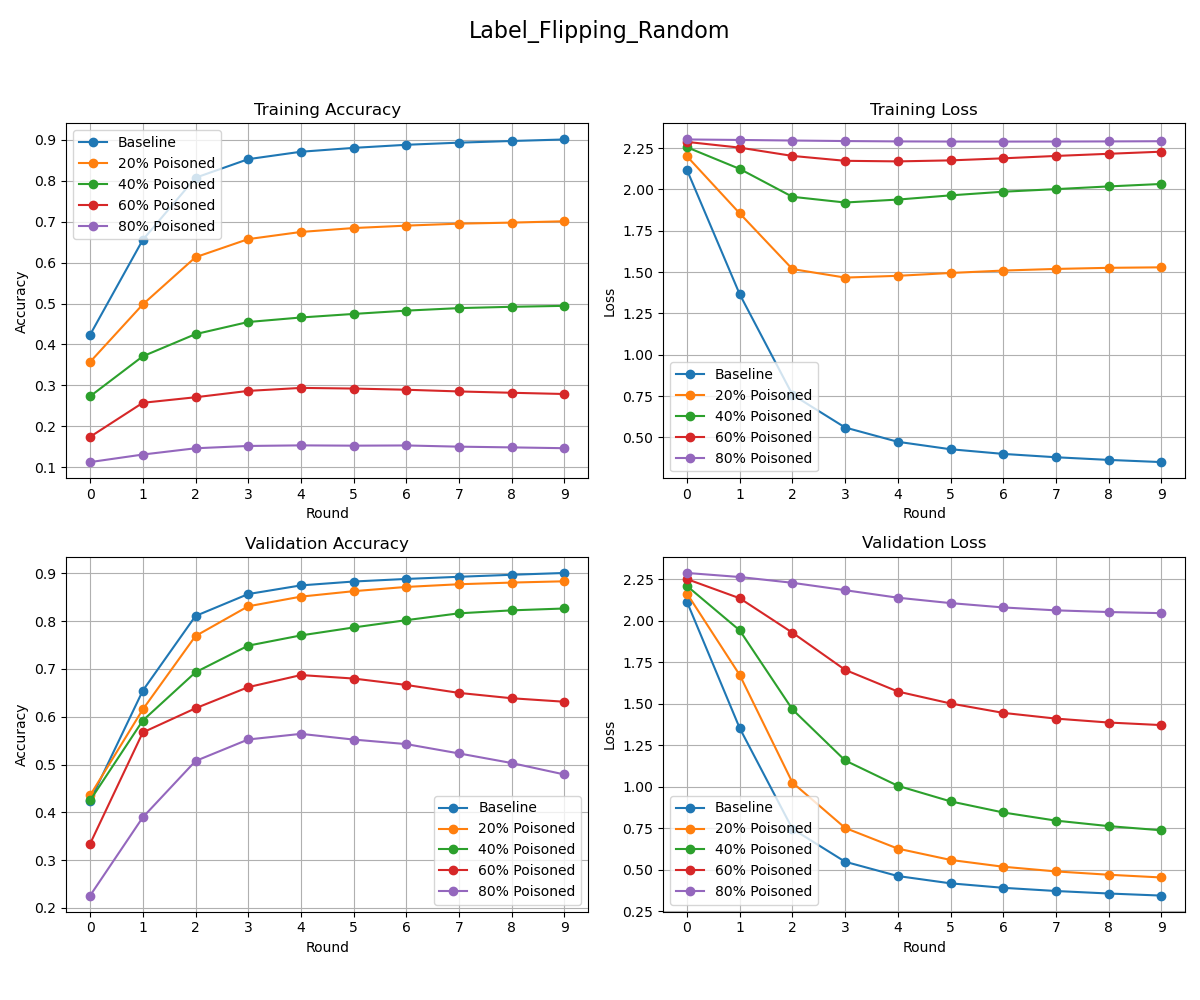 Label_Flipping_Random
Training Accuracy
Accuracy
0.9
0.8
0.7
0.6
0.5
0.4
0.3
0.2
0.1
Baseline
20% Poisoned
40% Poisoned
60% Poisoned
80% Poisoned
0 1 2 3 4 5 6 7 8 9
Round
Training Loss
Loss
2.25
2.00
1.75
1.50
1.25
1.00
0.75
0.50
Baseline
20% Poisoned
40% Poisoned
60% Poisoned
80% Poisoned
0 1 2 3 4 5 6 7 8 9
Round
Validation Accuracy
Accuracy
0.9
0.8
0.7
0.6
0.5
0.4
0.3
0.2
Baseline
20% Poisoned
40% Poisoned
60% Poisoned
80% Poisoned
0 1 2 3 4 5 6 7 8 9
Round
Validation Loss
Loss
2.25
2.00
1.75
1.50
1.25
1.00
0.75
0.50
0.25
Baseline
20% Poisoned
40% Poisoned
60% Poisoned
80% Poisoned
0 1 2 3 4 5 6 7 8 9
Round